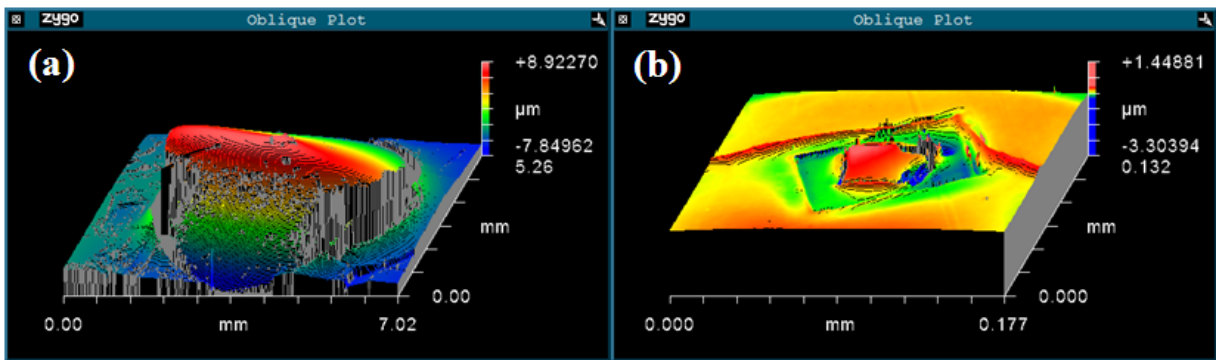 zygo Oblique Plot
(a)
+8.92270
µm
-7.84962
5.26
mm
0.00
0.00 mm 7.02
zygo Oblique Plot
(b)
+1.44881
µm
-3.30394
0.132
mm
0.000
0.000 mm 0.177